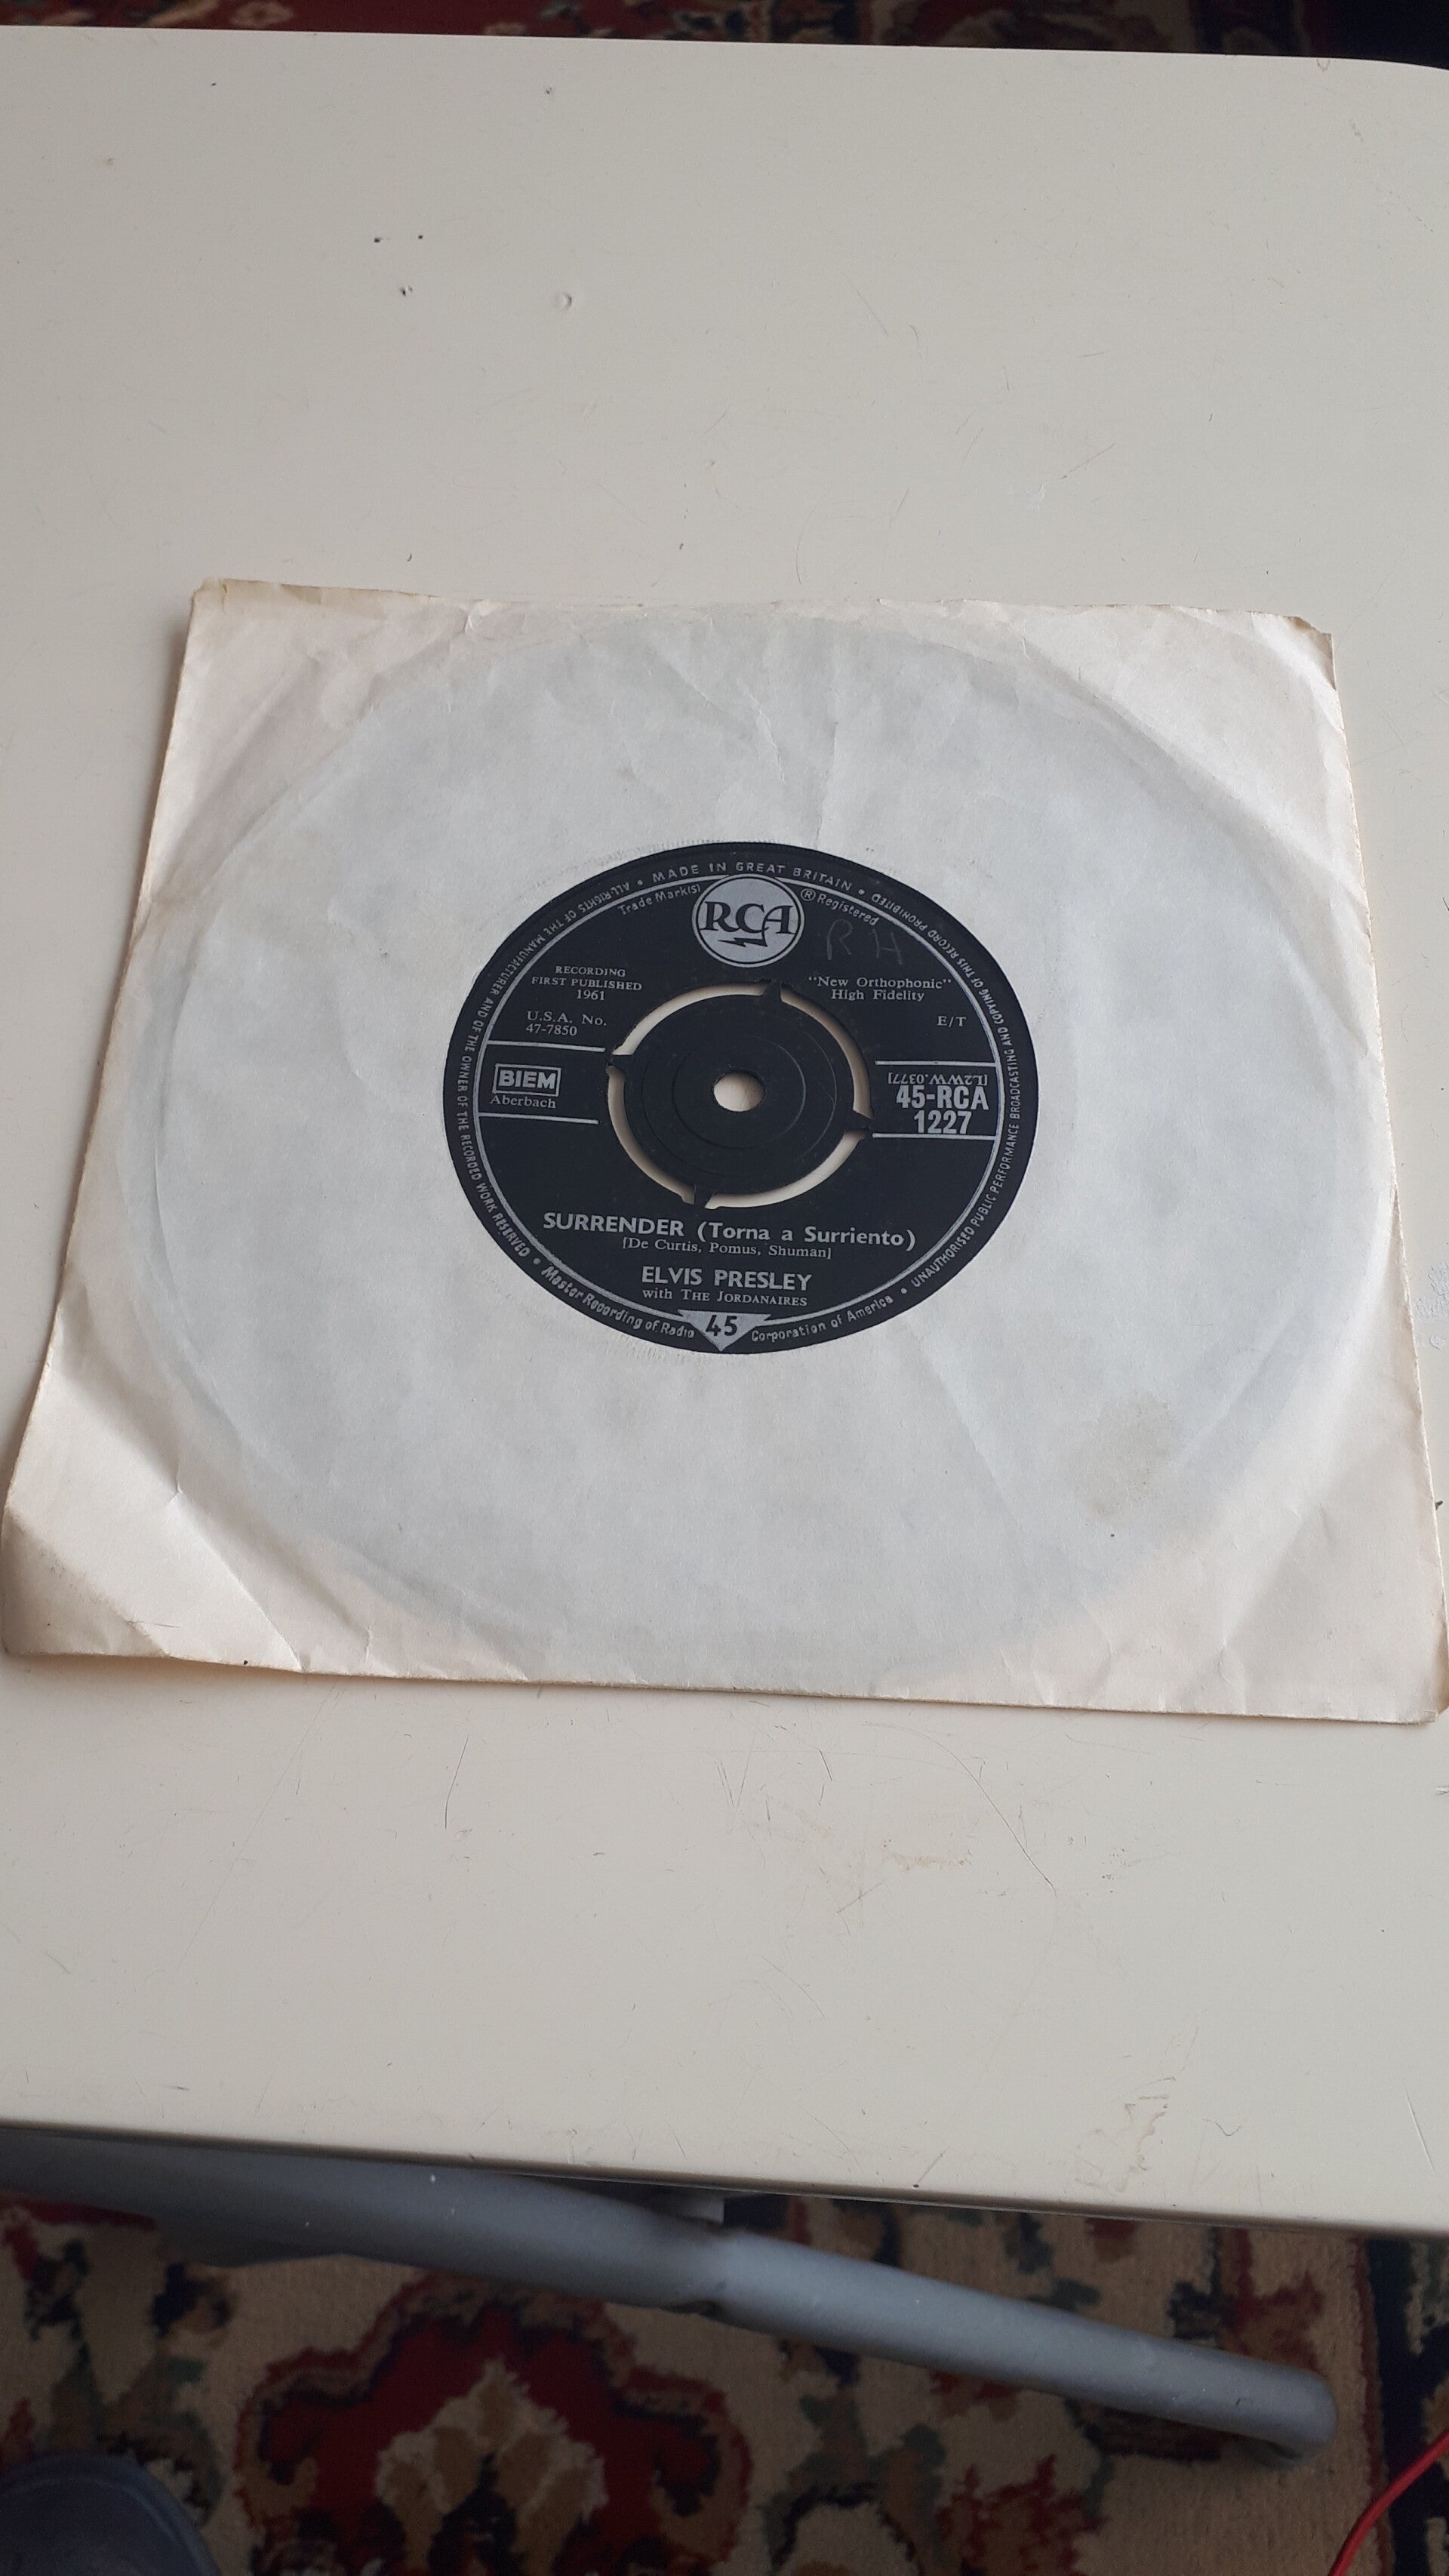 MADE IN GREAT BRITAIN
Trade Mark(s)
RCA
® Registered
RH
RECORDING
FIRST PUBLISHED
1961
"New Orthophonic"
High Fidelity
U.S.A. No.
47-7850
E/T
BIEM
Aberbach
[L2WW.0377]
45-RCA
1227
SURRENDER (Torna a Surriento)
[De Curtis, Pomus, Shuman]
ELVIS PRESLEY
with THE JORDANAIRES
Master Recording of Radio 45 Corporation of America
ALL RIGHTS OF THE MANUFACTURER AND OF THE OWNER OF THE RECORDED WORK RESERVED
UNAUTHORISED PUBLIC PERFORMANCE BROADCASTING AND COPYING OF THIS RECORD PROHIBITED